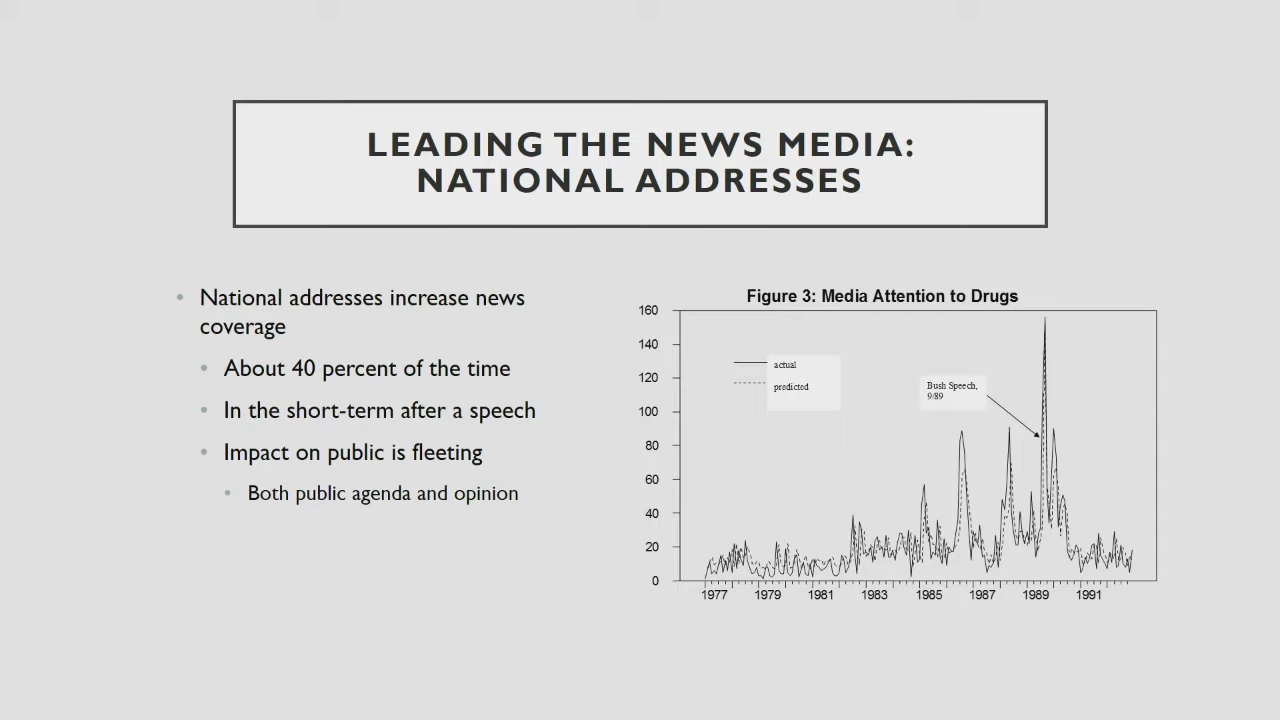 LEADING THE NEWS MEDIA:
NATIONAL ADDRESSES
• National addresses increase news
coverage
• About 40 percent of the time
• In the short-term after a speech
• Impact on public is fleeting
• Both public agenda and opinion
Figure 3: Media Attention to Drugs
160
140
120
100
80
60
40
20
0
actual
predicted
Bush Speech,
9/89
1977 1979 1981 1983 1985 1987 1989 1991